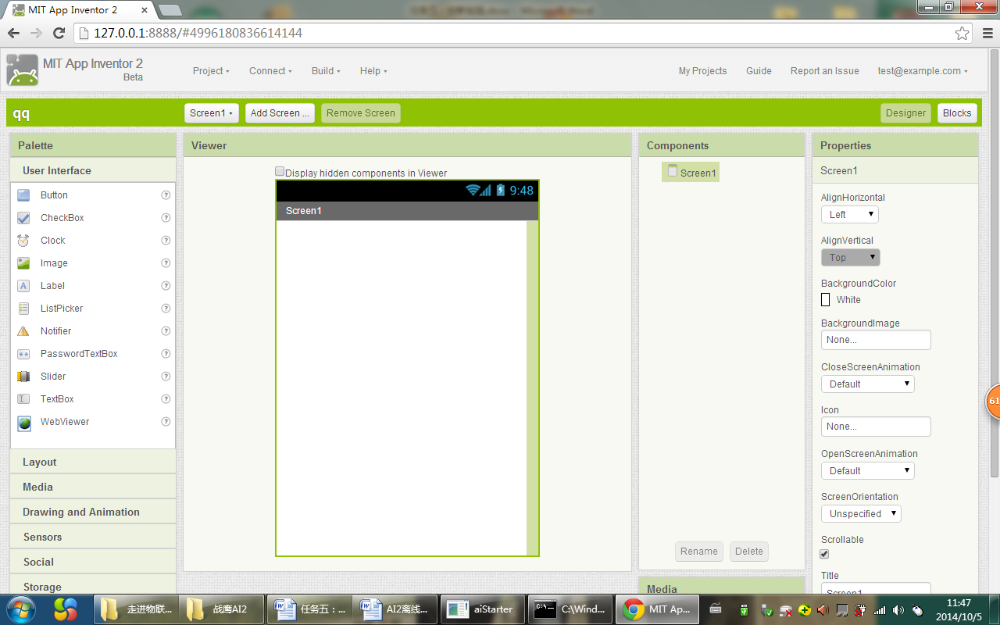 MIT App Inventor 2
127.0.0.1:8888/#4996180836614144
MIT App Inventor 2
Beta
Project Connect Build Help
My Projects Guide Report an Issue test@example.com
qq Screen1 Add Screen ... Remove Screen Designer Blocks
Palette
User Interface
Button
CheckBox
Clock
Image
Label
ListPicker
Notifier
PasswordTextBox
Slider
TextBox
WebViewer
Layout
Media
Drawing and Animation
Sensors
Social
Storage
Viewer
Display hidden components in Viewer
9:48
Screen1
Components
Screen1
Rename Delete
Media
Properties
Screen1
AlignHorizontal
Left
AlignVertical
Top
BackgroundColor
White
BackgroundImage
None...
CloseScreenAnimation
Default
Icon
None...
OpenScreenAnimation
Default
ScreenOrientation
Unspecified
Scrollable
Title
Screen1
61
走进物联... 战鹰AI2 任务五：... AI2离线... aiStarter C:\Wind... MIT Ap...
11:47
2014/10/5